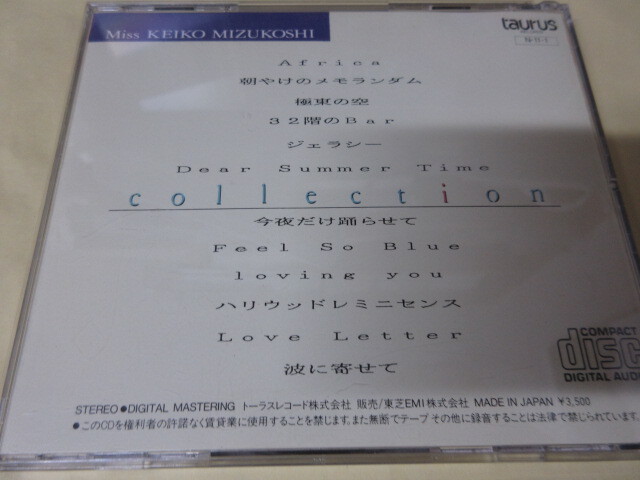 Miss KEIKO MIZUKOSHI
taurus
Africa
朝やけのメモランダム
極東の空
32階のBar
ジェラシー
Dear Summer Time
collection
今夜だけ踊らせて
Feel So Blue
loving you
ハリウッドレミニセンス
Love Letter
波に寄せて
COMPACT
disc
DIGITAL AUDIO
STEREO●DIGITAL MASTERING トーラスレコード株式会社 販売/東芝EMI株式会社 MADE IN JAPAN ¥3,500
●このCDを権利者の許諾なく賃貸業に使用することを禁じます。また無断でテープその他に録音することは法律で禁じられています。